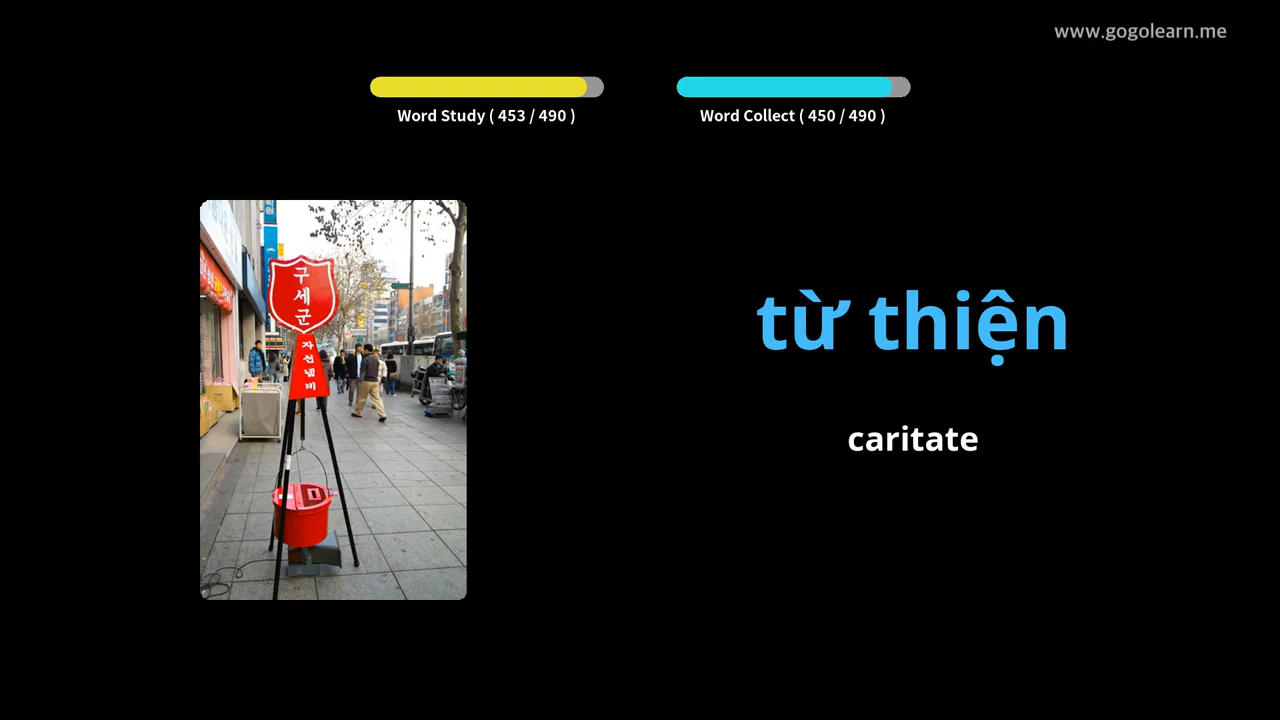 www.gogolearn.me
Word Study ( 453 / 490 )
Word Collect ( 450 / 490 )
구
세
군
자
선
냄
비
từ thiện
caritate